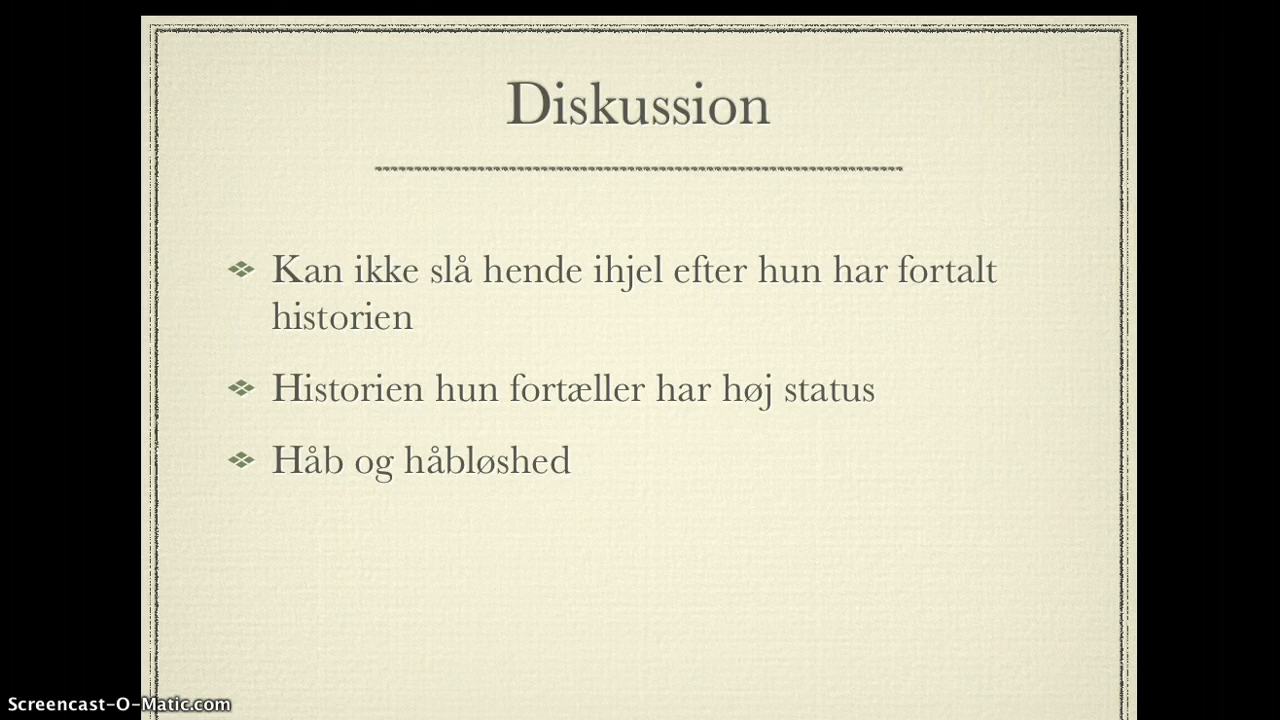 Diskussion
Kan ikke slå hende ihjel efter hun har fortalt
historien
Historien hun fortæller har høj status
Håb og håbløshed
Screencast-O-Matic.com